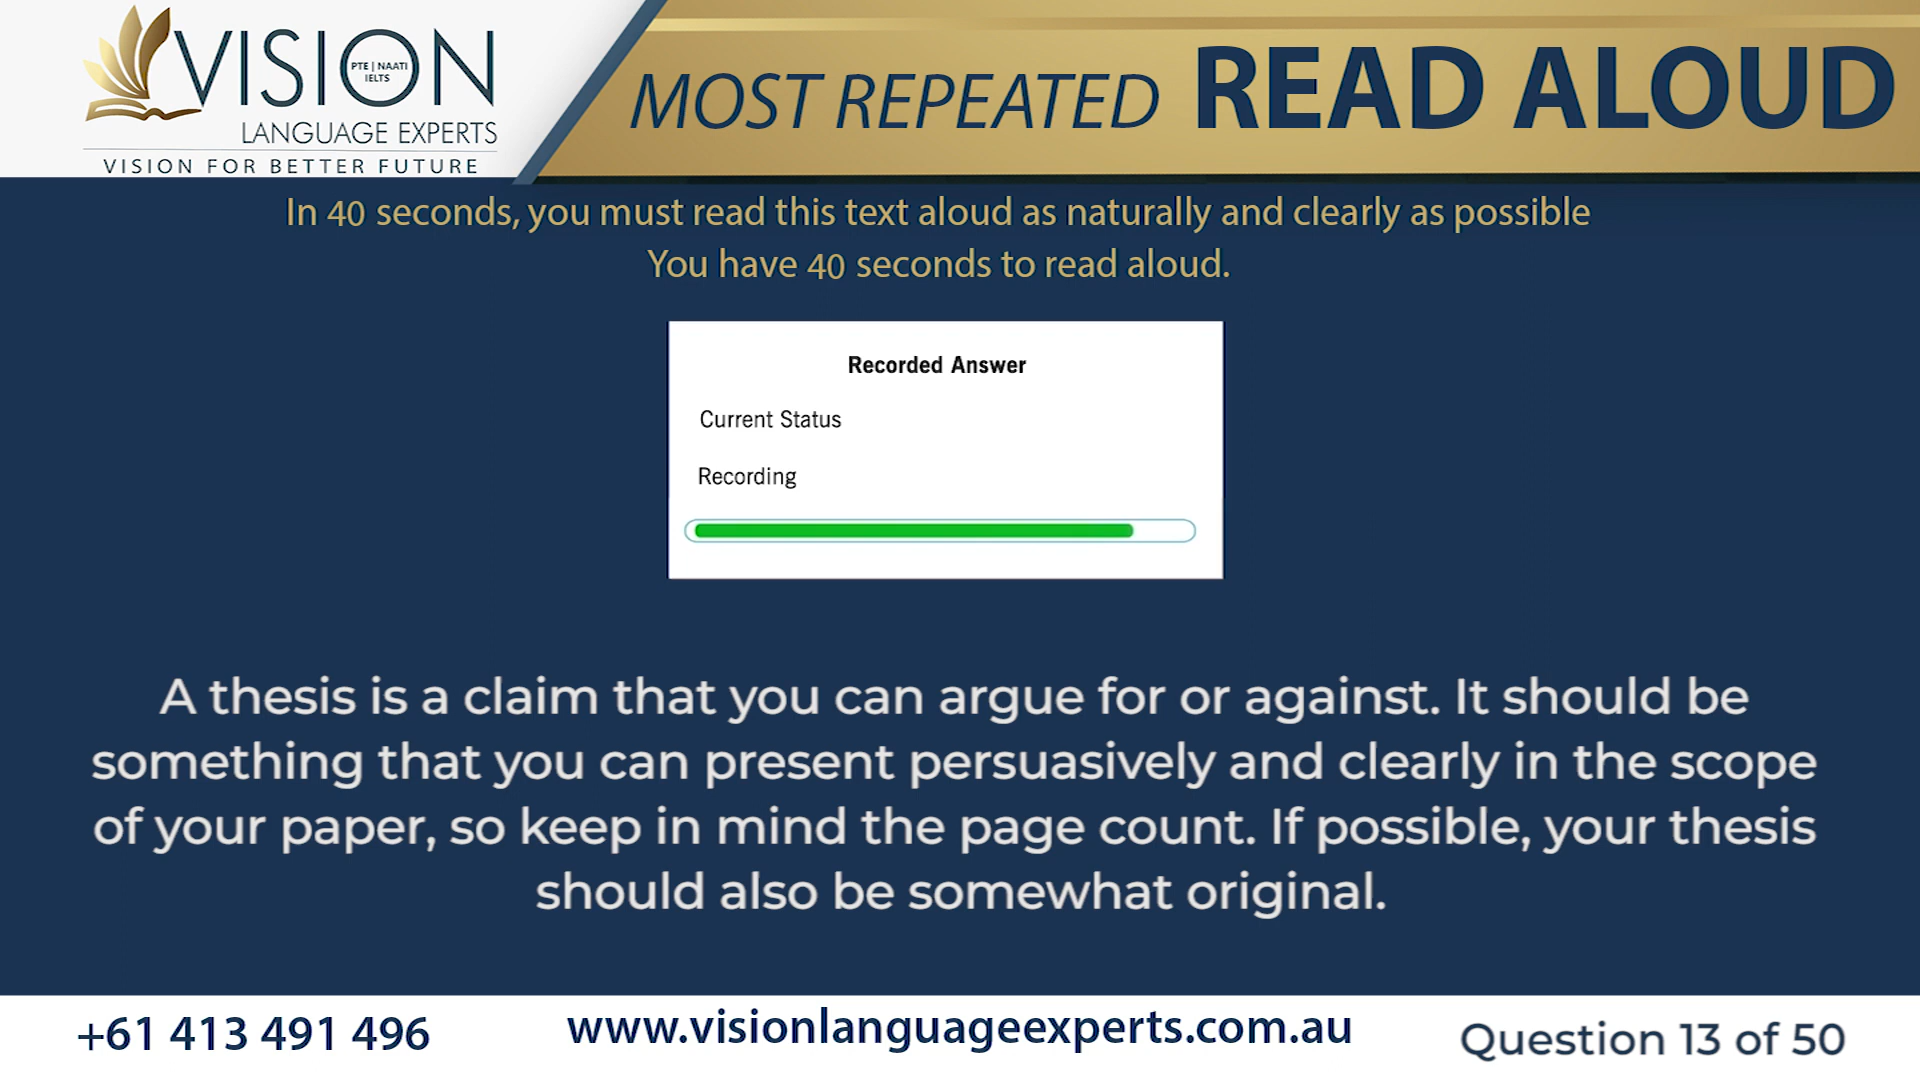 VISION
PTE | NAATI
IELTS
LANGUAGE EXPERTS
VISION FOR BETTER FUTURE
MOST REPEATED READ ALOUD
In 40 seconds, you must read this text aloud as naturally and clearly as possible
You have 40 seconds to read aloud.
Recorded Answer
Current Status
Recording
A thesis is a claim that you can argue for or against. It should be
something that you can present persuasively and clearly in the scope
of your paper, so keep in mind the page count. If possible, your thesis
should also be somewhat original.
+61 413 491 496
www.visionlanguageexperts.com.au
Question 13 of 50